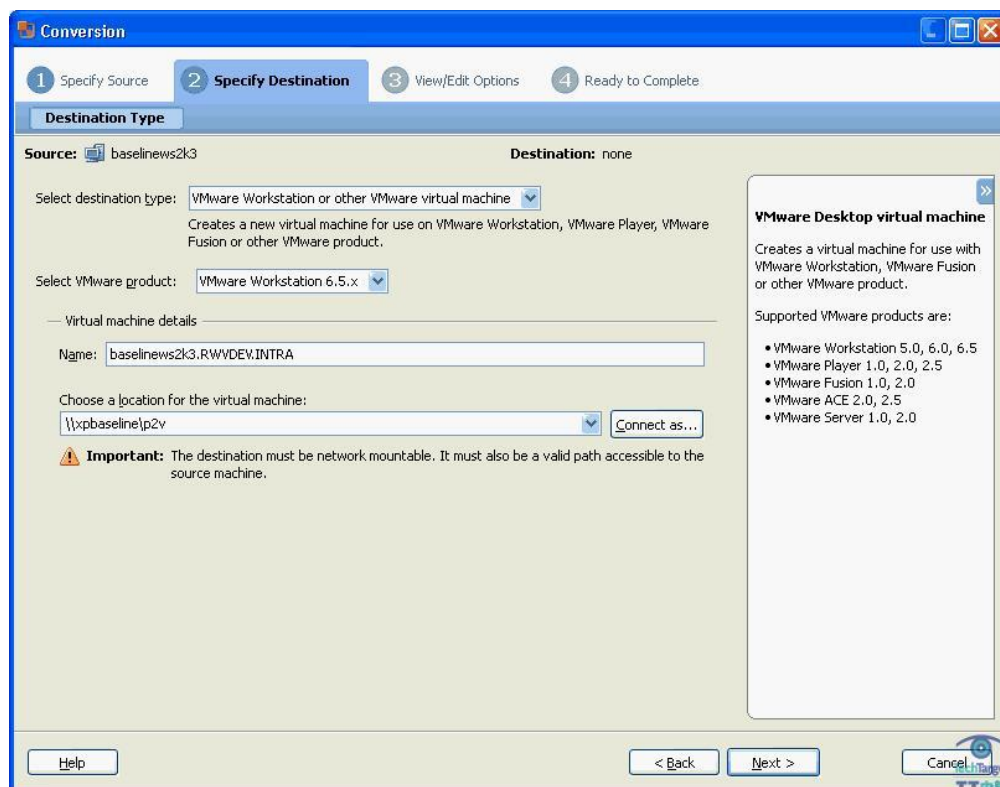 Conversion
1 Specify Source
2 Specify Destination
3 View/Edit Options
4 Ready to Complete
Destination Type
Source: baselinews2k3
Destination: none
Select destination type: VMware Workstation or other VMware virtual machine
Creates a new virtual machine for use on VMware Workstation, VMware Player, VMware
Fusion or other VMware product.
Select VMware product: VMware Workstation 6.5.x
Virtual machine details
Name: baselinews2k3.RWVDEV.INTRA
Choose a location for the virtual machine:
\\xpbaseline\p2v
Connect as...
Important: The destination must be network mountable. It must also be a valid path accessible to the
source machine.
»
VMware Desktop virtual machine
Creates a virtual machine for use with
VMware Workstation, VMware Fusion
or other VMware product.
Supported VMware products are:
• VMware Workstation 5.0, 6.0, 6.5
• VMware Player 1.0, 2.0, 2.5
• VMware Fusion 1.0, 2.0
• VMware ACE 2.0, 2.5
• VMware Server 1.0, 2.0
Help
< Back
Next >
Cancel